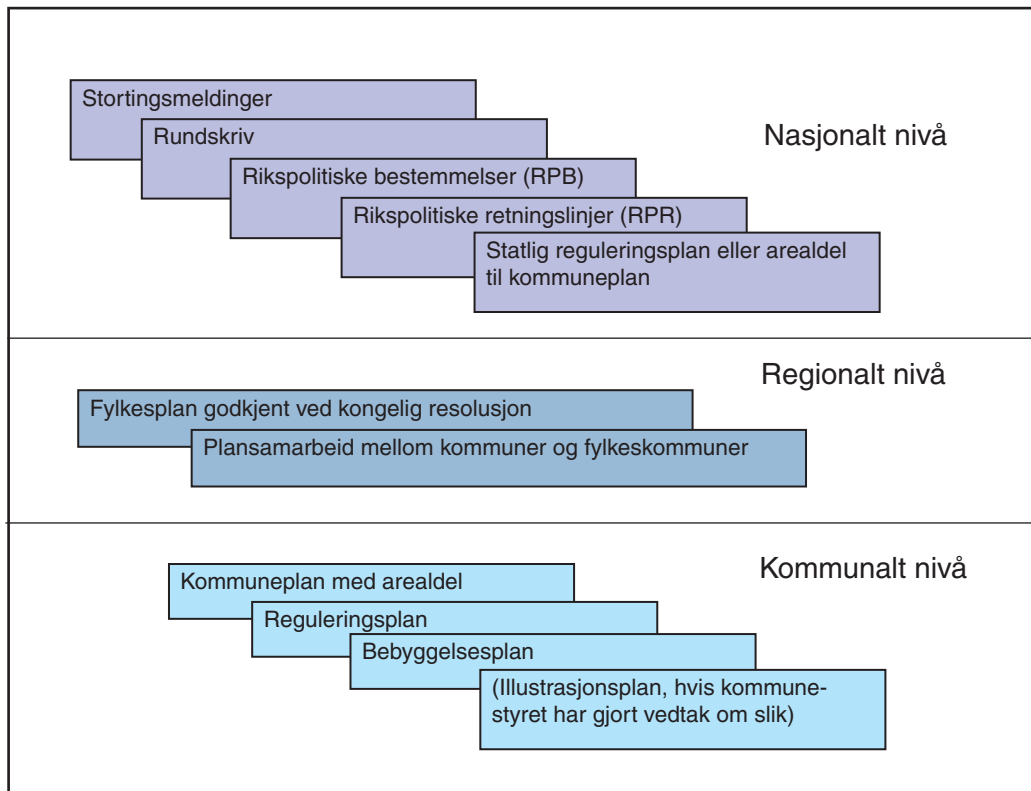 Stortingsmeldinger
Rundskriv
Nasjonalt nivå
Rikspolitiske bestemmelser (RPB)
Rikspolitiske retningslinjer (RPR)
Statlig reguleringsplan eller arealdel
til kommuneplan
Regionalt nivå
Fylkesplan godkjent ved kongelig resolusjon
Plansamarbeid mellom kommuner og fylkeskommuner
Kommunalt nivå
Kommuneplan med arealdel
Reguleringsplan
Bebyggelsesplan
(Illustrasjonsplan, hvis kommune-
styret har gjort vedtak om slik)